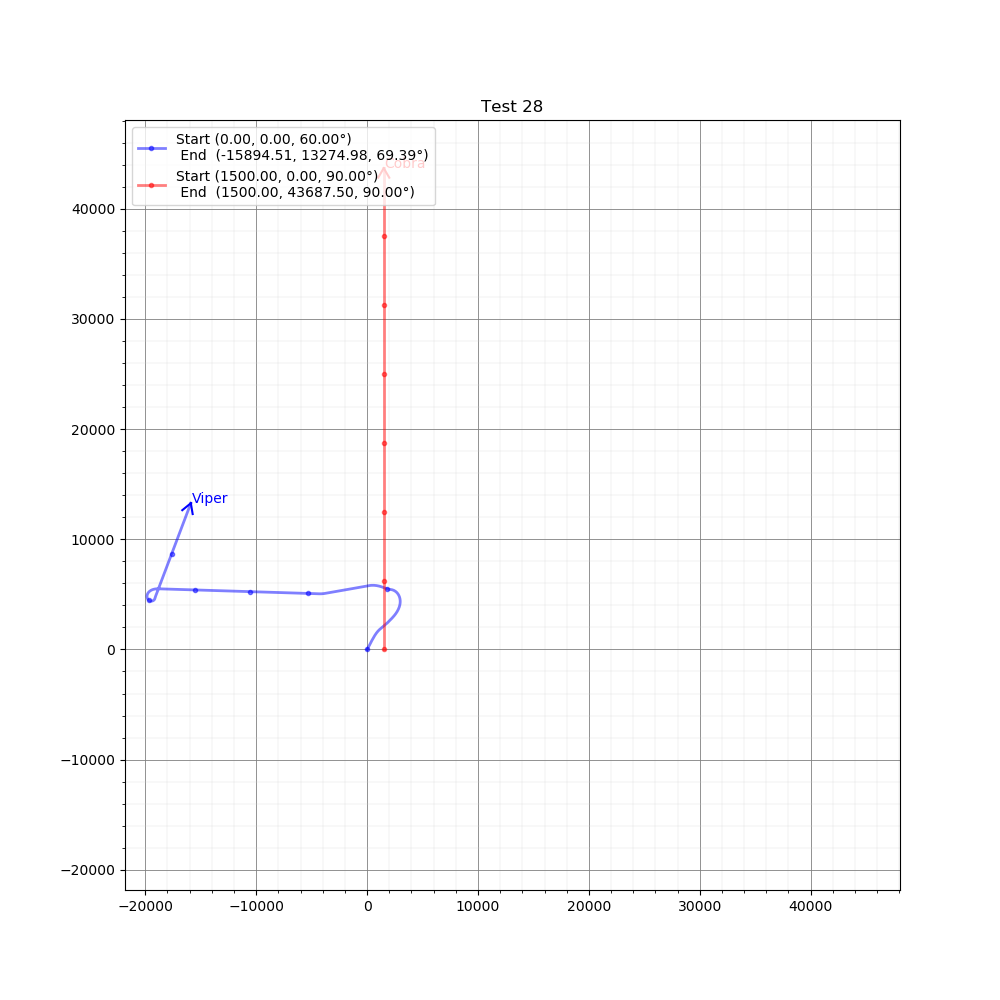 Test 28
Start (0.00, 0.00, 60.00°)
End (-15894.51, 13274.98, 69.39°)
Start (1500.00, 0.00, 90.00°)
End (1500.00, 43687.50, 90.00°)
Cobra
Viper
40000
30000
20000
10000
0
−10000
−20000
−20000 −10000 0 10000 20000 30000 40000